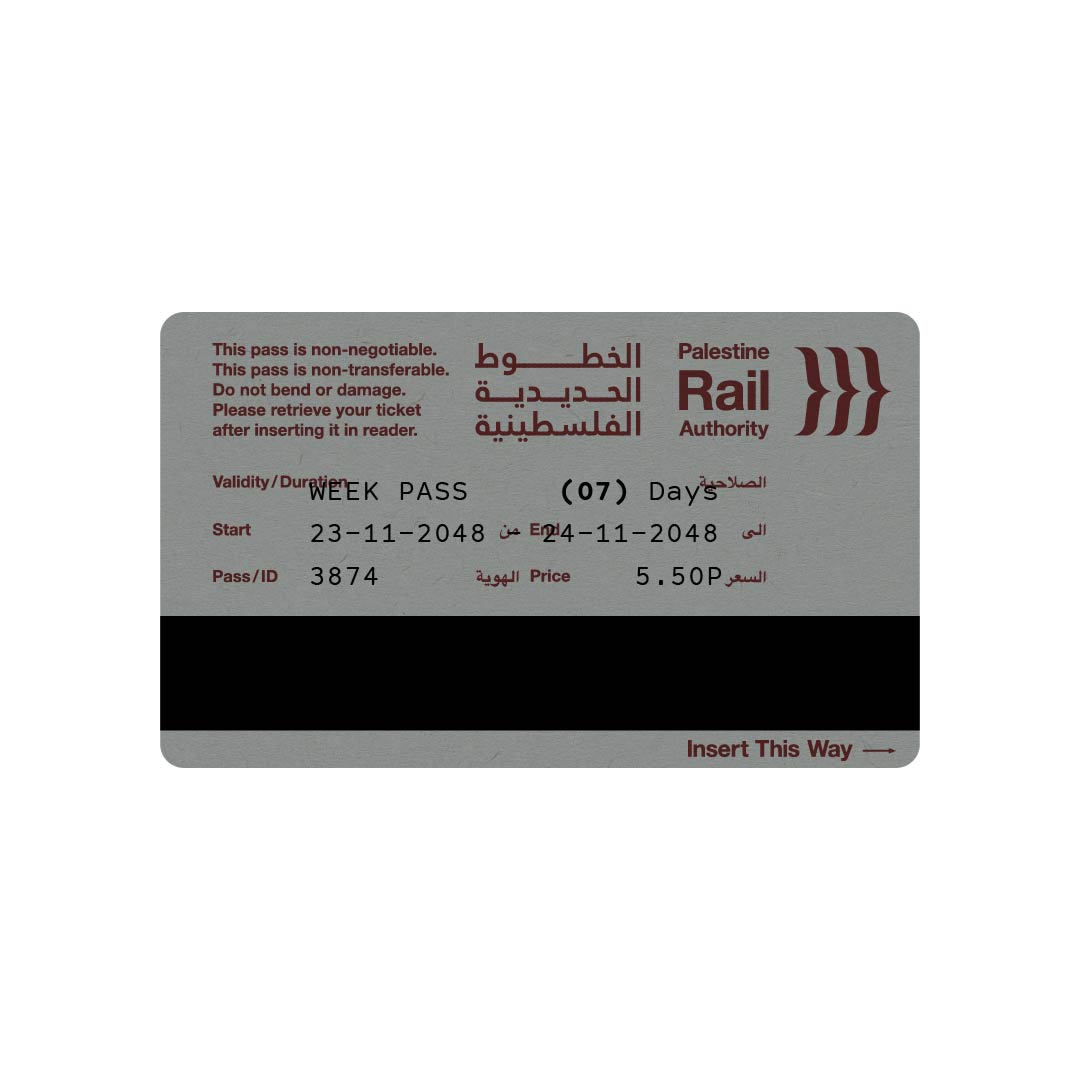 This pass is non-negotiable.
This pass is non-transferable.
Do not bend or damage.
Please retrieve your ticket
after inserting it in reader.
الخطـــــوط
الحـديـديـة
الفلسطينية
Palestine
Rail
Authority
Validity/Duration WEEK PASS (07) Days الصلاحية
Start 23-11-2048 من - End 24-11-2048 الى
Pass/ID 3874 الهوية Price 5.50P السعر
Insert This Way →